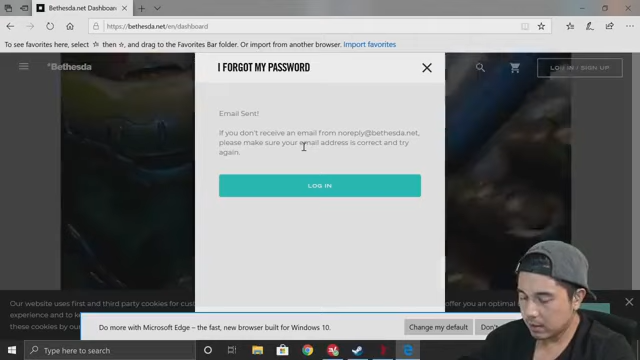 Bethesda.net Dashboard
https://bethesda.net/en/dashboard
To see favorites here, select ☆ then ☆, and drag to the Favorites Bar folder. Or import from another browser. Import favorites
Bethesda
LOG IN / SIGN UP
I FORGOT MY PASSWORD
Email Sent!
If you don't receive an email from noreply@bethesda.net,
please make sure your email address is correct and try
again.
LOG IN
Our website uses first and third party cookies for
offer you an optimal
experience and to
these cookies by
Do more with Microsoft Edge – the fast, new browser built for Windows 10.
Change my default
Don't
Type here to search